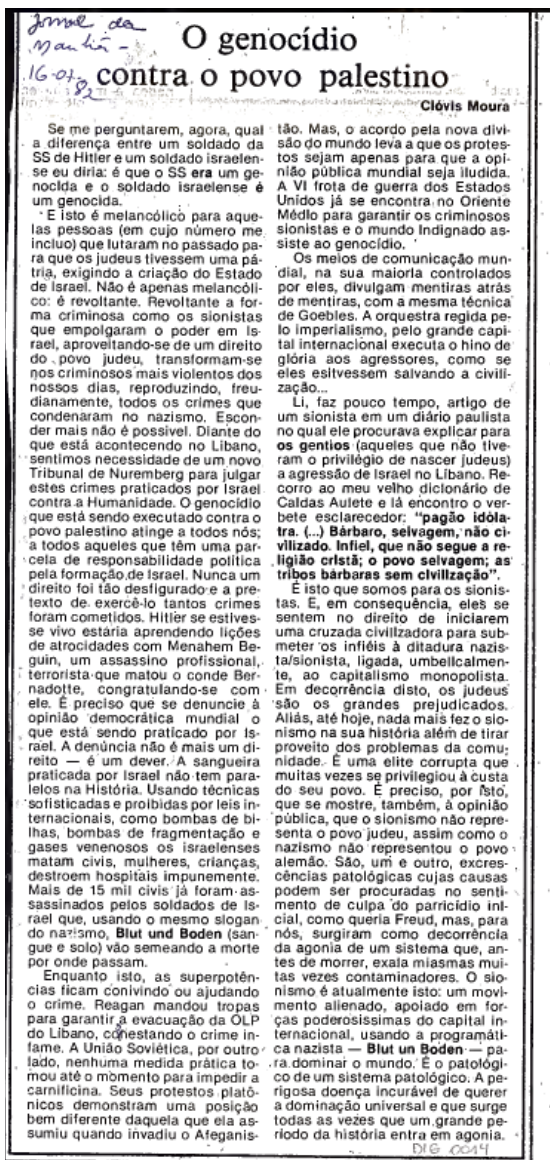 Jornal da
Manhã -
16-07-
82
O genocídio
contra o povo palestino
Clóvis Moura
Se me perguntarem, agora, qual
a diferença entre um soldado da
SS de Hitler e um soldado israelen-
se eu diria: é que o SS era um ge-
nocida e o soldado israelense é
um genocida.
E isto é melancólico para aque-
las pessoas (em cujo número me
incluo) que lutaram no passado pa-
ra que os judeus tivessem uma pá-
tria, exigindo a criação do Estado
de Israel. Não é apenas melancóli-
co: é revoltante. Revoltante a for-
ma criminosa como os sionistas
que empolgaram o poder em Is-
rael, aproveitando-se de um direito
do povo judeu, transformam-se
nos criminosos mais violentos dos
nossos dias, reproduzindo, freu-
dianamente, todos os crimes que
condenaram no nazismo. Escon-
der mais não é possível. Diante do
que está acontecendo no Líbano,
sentimos necessidade de um novo
Tribunal de Nuremberg para julgar
estes crimes praticados por Israel
contra a Humanidade. O genocídio
que está sendo executado contra o
povo palestino atinge a todos nós;
a todos aqueles que têm uma par-
cela de responsabilidade política
pela formação de Israel. Nunca um
direito foi tão desfigurado e a pre-
texto de exercê-lo tantos crimes
foram cometidos. Hitler se estives-
se vivo estária aprendendo lições
de atrocidades com Menahem Be-
guin, um assassino profissional,
terrorista que matou o conde Ber-
nadotte, congratulando-se com
ele. É preciso que se denuncie à
opinião democrática mundial o
que está sendo praticado por Is-
rael. A denúncia não é mais um di-
reito — é um dever. A sangueira
praticada por Israel não tem para-
lelos na História. Usando técnicas
sofisticadas e proibidas por leis in-
ternacionais, como bombas de bi-
lhas, bombas de fragmentação e
gases venenosos os israelenses
matam civis, mulheres, crianças,
destroem hospitais impunemente.
Mais de 15 mil civis já foram as-
sassinados pelos soldados de Is-
rael que, usando o mesmo slogan
do nazismo, Blut und Boden (san-
gue e solo) vão semeando a morte
por onde passam.
Enquanto isto, as superpotên-
cias ficam conivindo ou ajudando
o crime. Reagan mandou tropas
para garantir a evacuação da OLP
do Líbano, conestando o crime in-
fame. A União Soviética, por outro
lado, nenhuma medida prática to-
mou até o momento para impedir a
carnificina. Seus protestos platô-
nicos demonstram uma posição
bem diferente daquela que ela as-
sumiu quando invadiu o Afeganis-
tão. Mas, o acordo pela nova divi-
são do mundo leva a que os protes-
tos sejam apenas para que a opi-
nião pública mundial seja iludida.
A VI frota de guerra dos Estados
Unidos já se encontra no Oriente
Médio para garantir os criminosos
sionistas e o mundo indignado as-
siste ao genocídio.
Os meios de comunicação mun-
dial, na sua maioria controlados
por eles, divulgam mentiras atrás
de mentiras, com a mesma técnica
de Goebles. A orquestra regida pe-
lo imperialismo, pelo grande capi-
tal internacional executa o hino de
glória aos agressores, como se
eles esitvessem salvando a civili-
zação...
Li, faz pouco tempo, artigo de
um sionista em um diário paulista
no qual ele procurava explicar para
os gentios (aqueles que não tive-
ram o privilégio de nascer judeus)
a agressão de Israel no Líbano. Re-
corro ao meu velho dicionário de
Caldas Aulete e lá encontro o ver-
bete esclarecedor: "pagão idóla-
tra. (...) Bárbaro, selvagem, não ci-
vilizado. Infiel, que não segue a re-
ligião cristã; o povo selvagem; as
tribos bárbaras sem civilização".
É isto que somos para os sionis-
tas. E, em consequência, eles se
sentem no direito de iniciarem
uma cruzada civilizadora para sub-
meter os infiéis à ditadura nazis-
ta/sionista, ligada, umbelicalmen-
te, ao capitalismo monopolista.
Em decorrência disto, os judeus
são os grandes prejudicados.
Aliás, até hoje, nada mais fez o sio-
nismo na sua história além de tirar
proveito dos problemas da comu-
nidade. É uma elite corrupta que
muitas vezes se privilegiou à custa
do seu povo. É preciso, por isto,
que se mostre, também, à opinião
pública, que o sionismo não repre-
senta o povo judeu, assim como o
nazismo não representou o povo
alemão. São, um e outro, excres-
cências patológicas cujas causas
podem ser procuradas no senti-
mento de culpa do parricídio ini-
cial, como queria Freud, mas, para
nós, surgiram como decorrência
da agonia de um sistema que, an-
tes de morrer, exala miasmas mui-
tas vezes contaminadores. O sio-
nismo é atualmente isto: um movi-
mento alienado, apoiado em for-
ças poderosissimas do capital in-
ternacional, usando a programáti-
ca nazista — Blut un Boden — pa-
ra dominar o mundo. É o patológi-
co de um sistema patológico. A pe-
rigosa doença incurável de querer
a dominação universal e que surge
todas as vezes que um grande pe-
ríodo da história entra em agonia.
DIG 0014